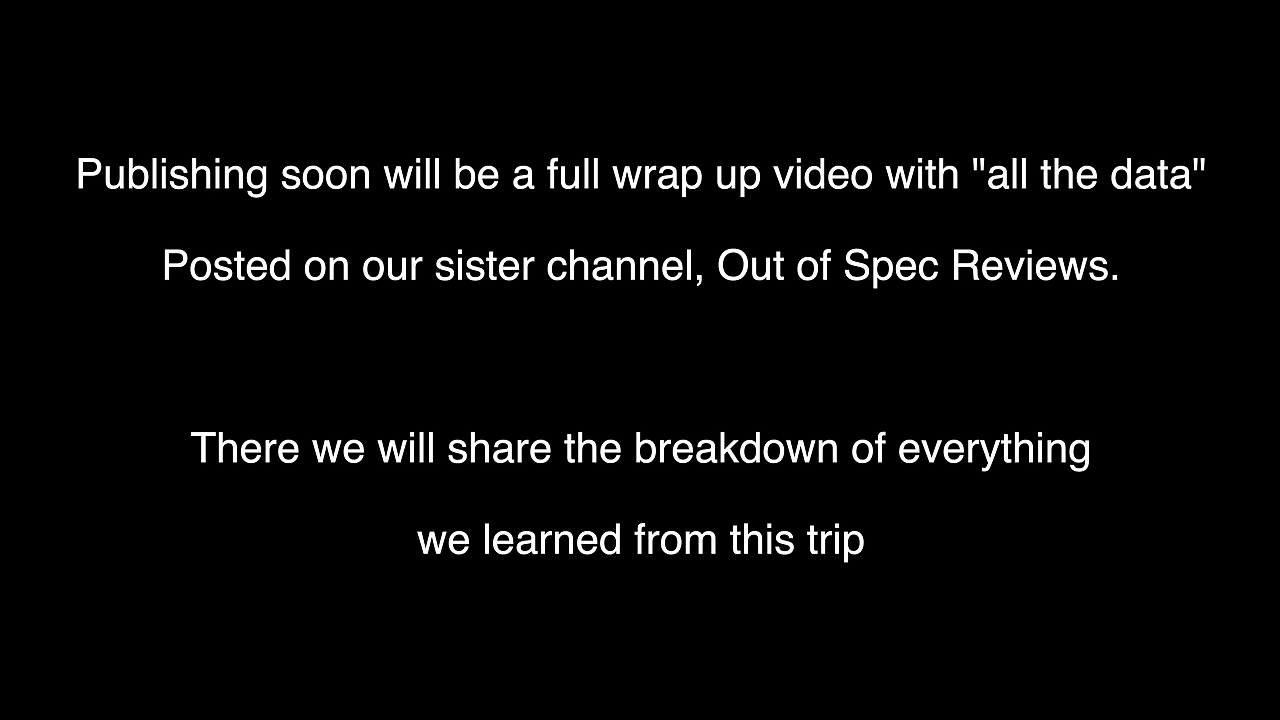 Publishing soon will be a full wrap up video with "all the data"
Posted on our sister channel, Out of Spec Reviews.
There we will share the breakdown of everything
we learned from this trip